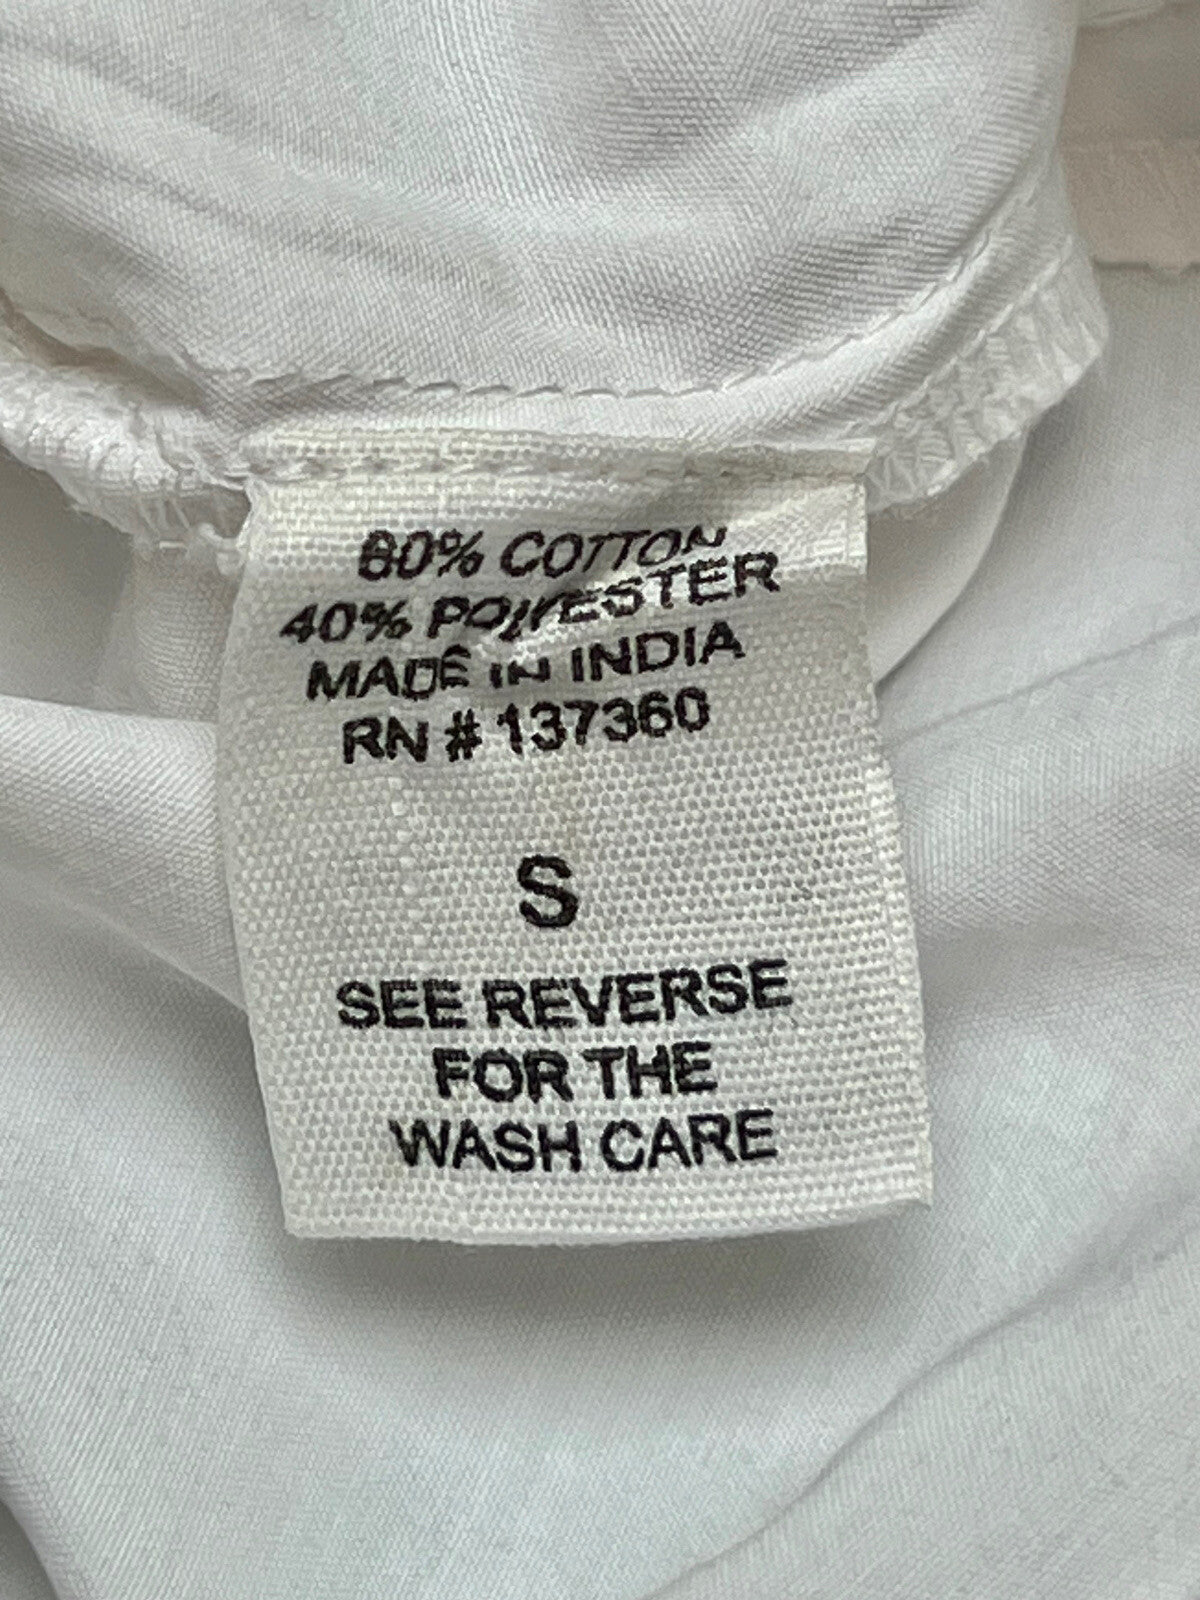 60% COTTON
40% POLYESTER
MADE IN INDIA
RN # 137360
S
SEE REVERSE
FOR THE
WASH CARE